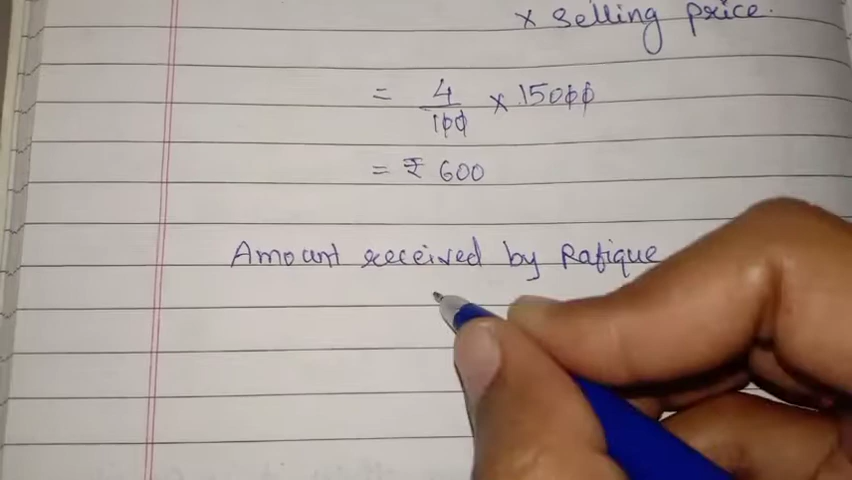 × selling price.
= 4/100 × 15000
= ₹ 600
Amount received by Rafique